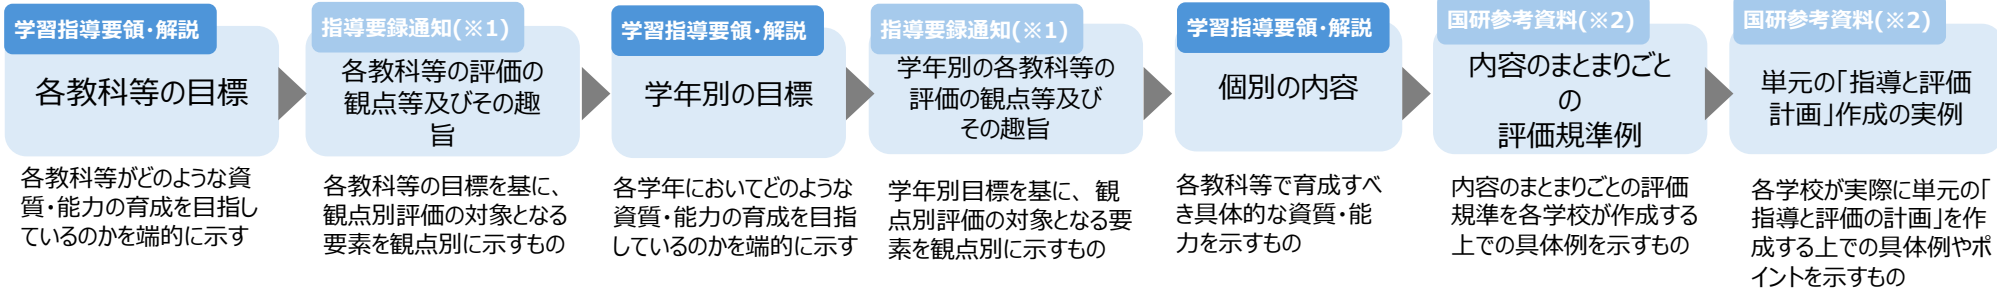 学習指導要領・解説
各教科等の目標
各教科等がどのような資
質・能力の育成を目指し
ているのかを端的に示す
指導要録通知(※1)
各教科等の評価の
観点等及びその趣
旨
各教科等の目標を基に、
観点別評価の対象となる
要素を観点別に示すもの
学習指導要領・解説
学年別の目標
各学年においてどのような
資質・能力の育成を目指
しているのかを端的に示す
指導要録通知(※1)
学年別の各教科等の
評価の観点等及び
その趣旨
学年別目標を基に、観
点別評価の対象となる要
素を観点別に示すもの
学習指導要領・解説
個別の内容
各教科等で育成すべ
き具体的な資質・能
力を示すもの
国研参考資料(※2)
内容のまとまりごと
の
評価規準例
内容のまとまりごとの評価
規準を各学校が作成する
上での具体例を示すもの
国研参考資料(※2)
単元の「指導と評価
計画」作成の実例
各学校が実際に単元の「
指導と評価の計画」を作
成する上での具体例やポ
イントを示すもの